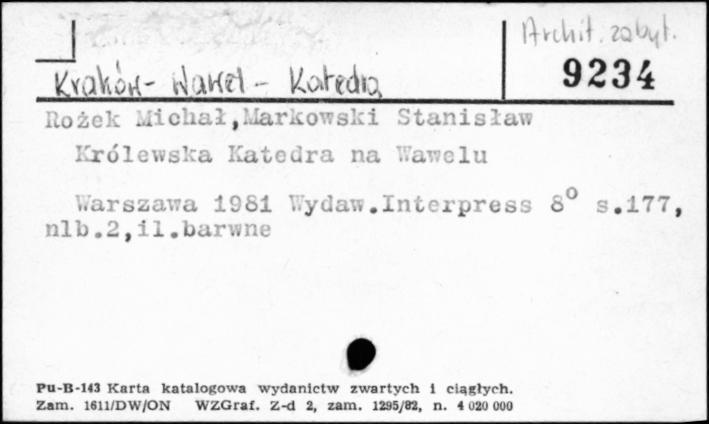 Archit. zabyt.
9234
Kraków - Wawel - Katedra
Rożek Michał,Markowski Stanisław
Królewska Katedra na Wawelu
Warszawa 1981 Wydaw.Interpress 8° s.177,
nlb.2,il.barwne
Pu-B-143 Karta katalogowa wydanictw zwartych i ciągłych.
Zam. 1611/DW/ON WZGraf. Z-d 2, zam. 1295/82, n. 4 020 000